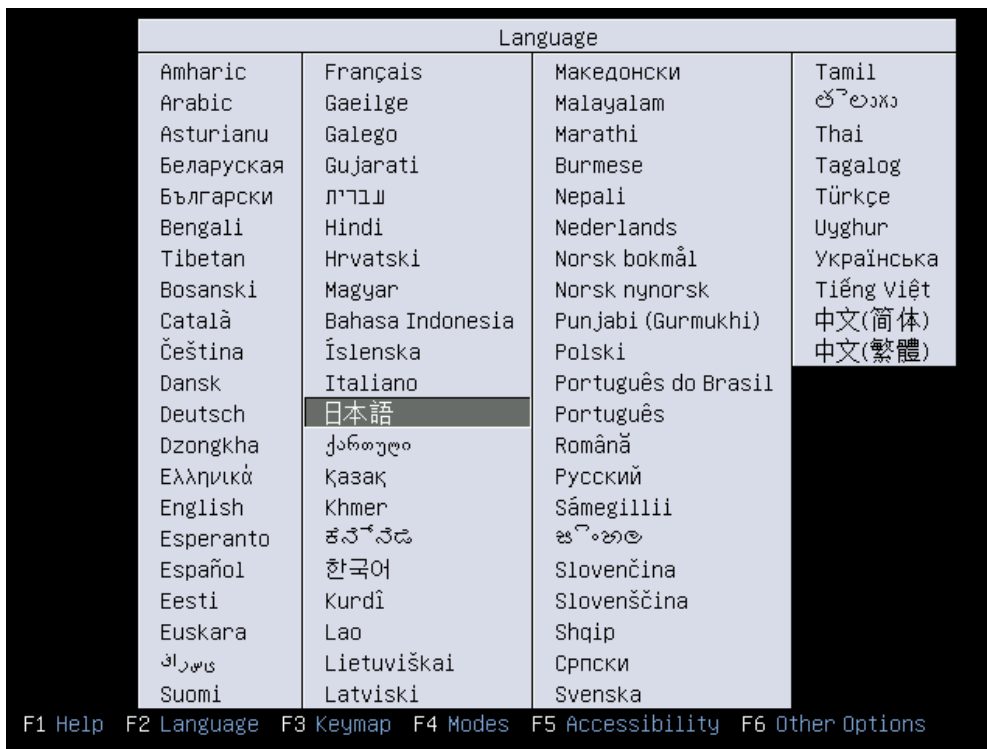 Language
Amharic
Arabic
Asturianu
Беларуская
Български
Bengali
Tibetan
Bosanski
Català
Čeština
Dansk
Deutsch
Dzongkha
Ελληνικά
English
Esperanto
Español
Eesti
Euskara
فارسی
Suomi
Français
Gaeilge
Galego
Gujarati
עברית
Hindi
Hrvatski
Magyar
Bahasa Indonesia
Íslenska
Italiano
日本語
ქართული
Қазақ
Khmer
ಕನ್ನಡ
한국어
Kurdî
Lao
Lietuviškai
Latviski
Македонски
Malayalam
Marathi
Burmese
Nepali
Nederlands
Norsk bokmål
Norsk nynorsk
Punjabi (Gurmukhi)
Polski
Português do Brasil
Português
Română
Русский
Sámegillii
සිංහල
Slovenčina
Slovenščina
Shqip
Српски
Svenska
Tamil
తెలుగు
Thai
Tagalog
Türkçe
Uyghur
Українська
Tiếng Việt
中文(简体)
中文(繁體)
F1 Help F2 Language F3 Keymap F4 Modes F5 Accessibility F6 Other Options